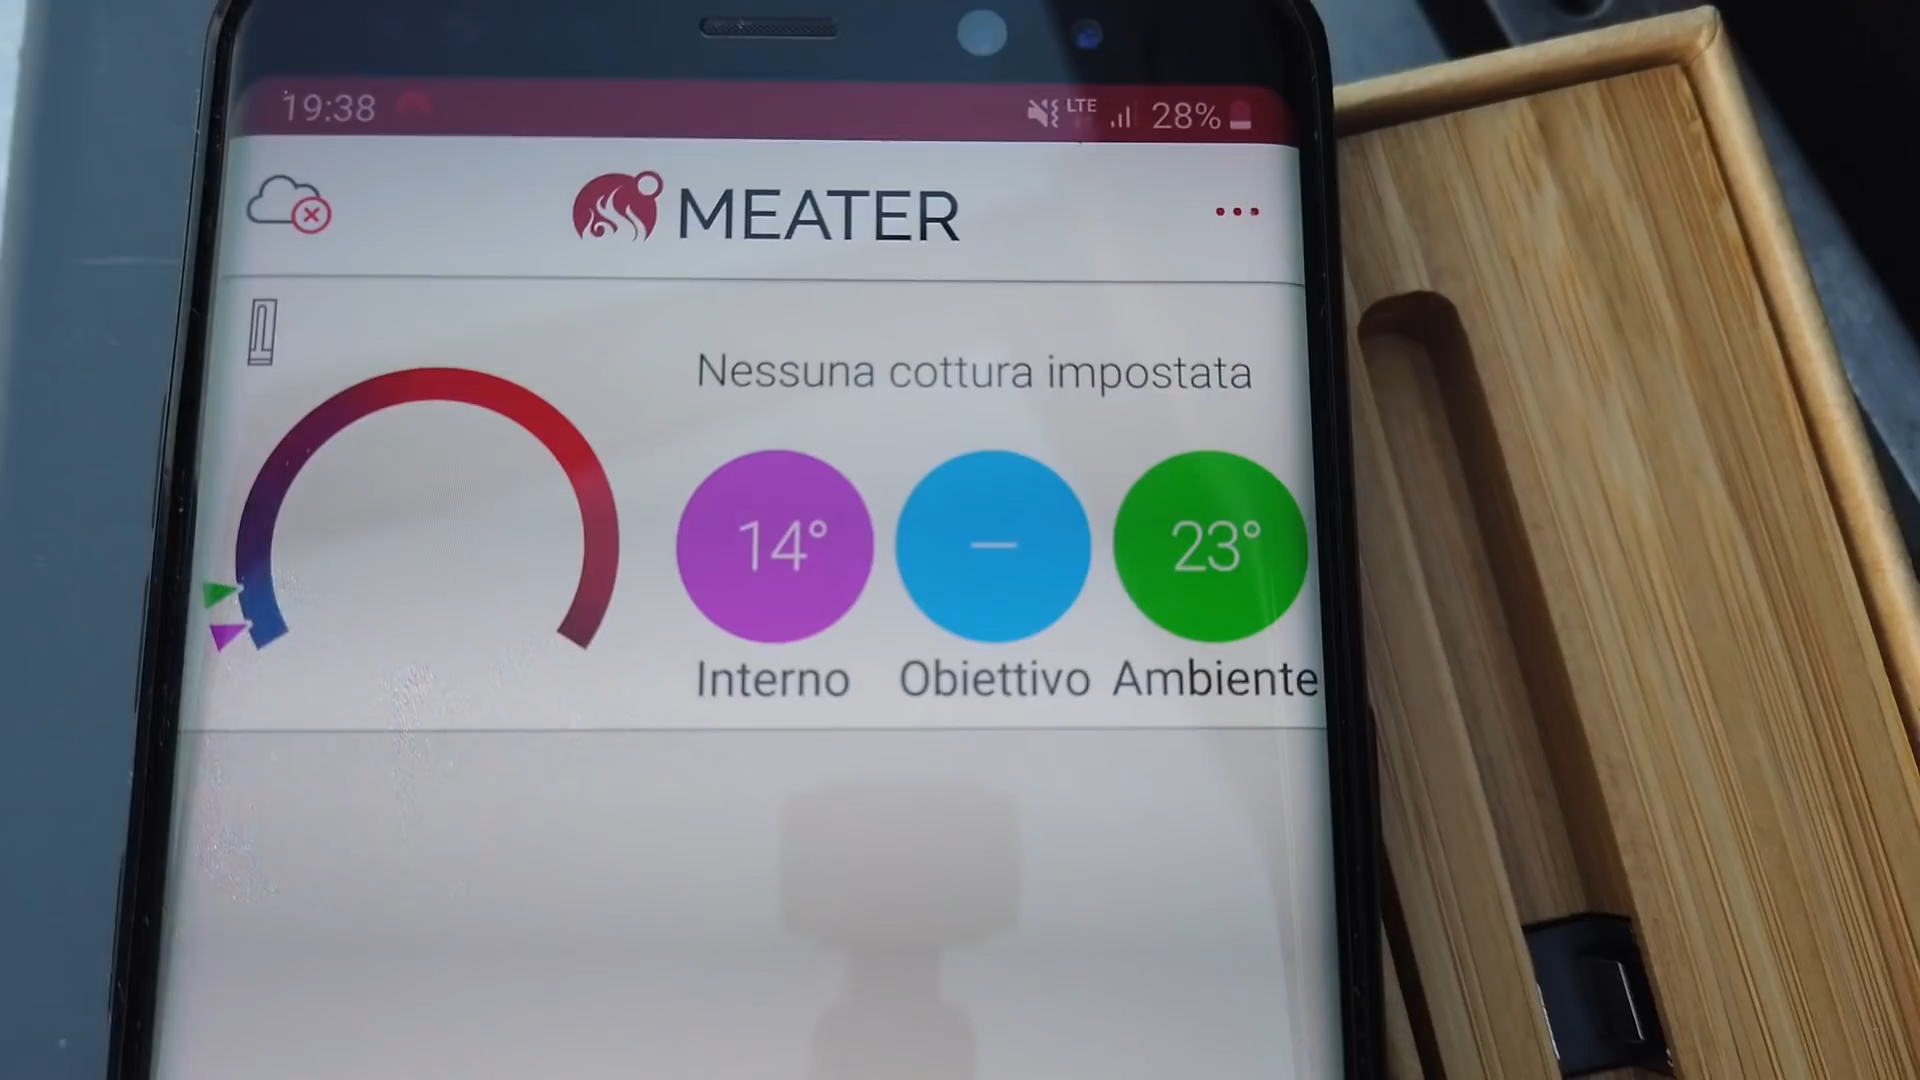 19:38 LTE 28%
MEATER
Nessuna cottura impostata
14° — 23°
Interno Obiettivo Ambiente